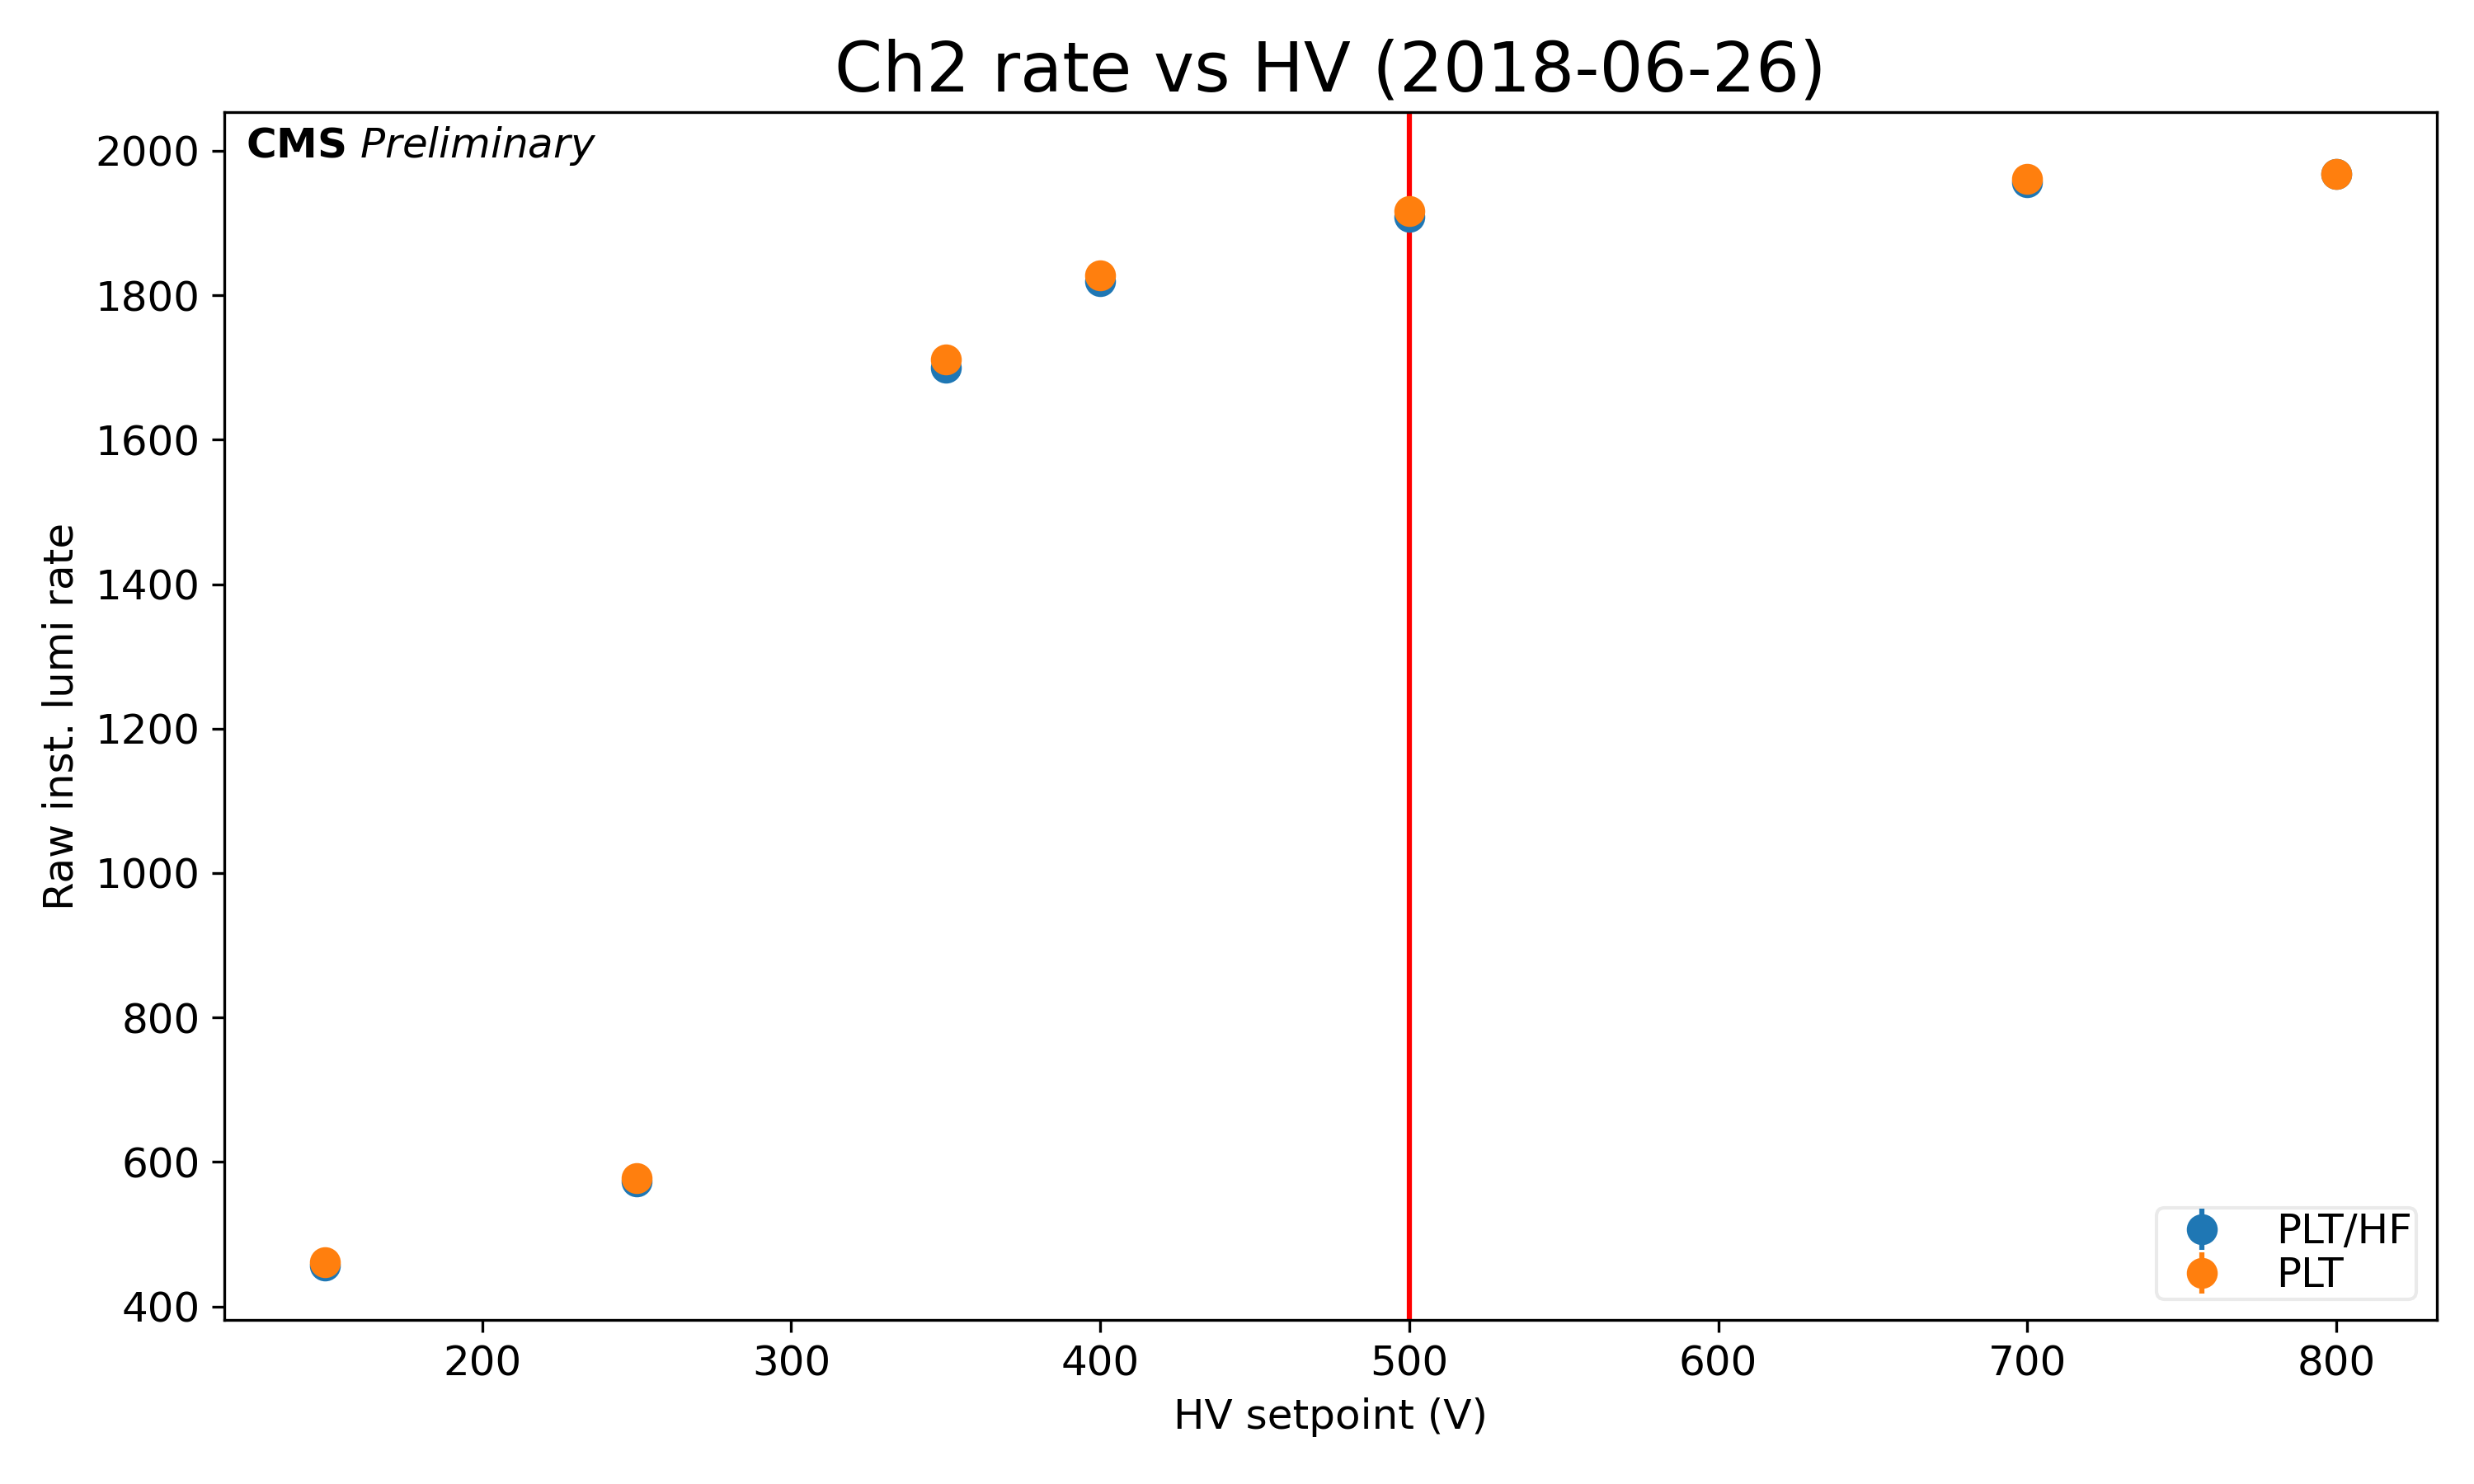 Ch2 rate vs HV (2018-06-26)
CMS Preliminary
2000
1800
1600
1400
1200
1000
800
600
400
Raw inst. lumi rate
PLT/HF
PLT
200 300 400 500 600 700 800
HV setpoint (V)